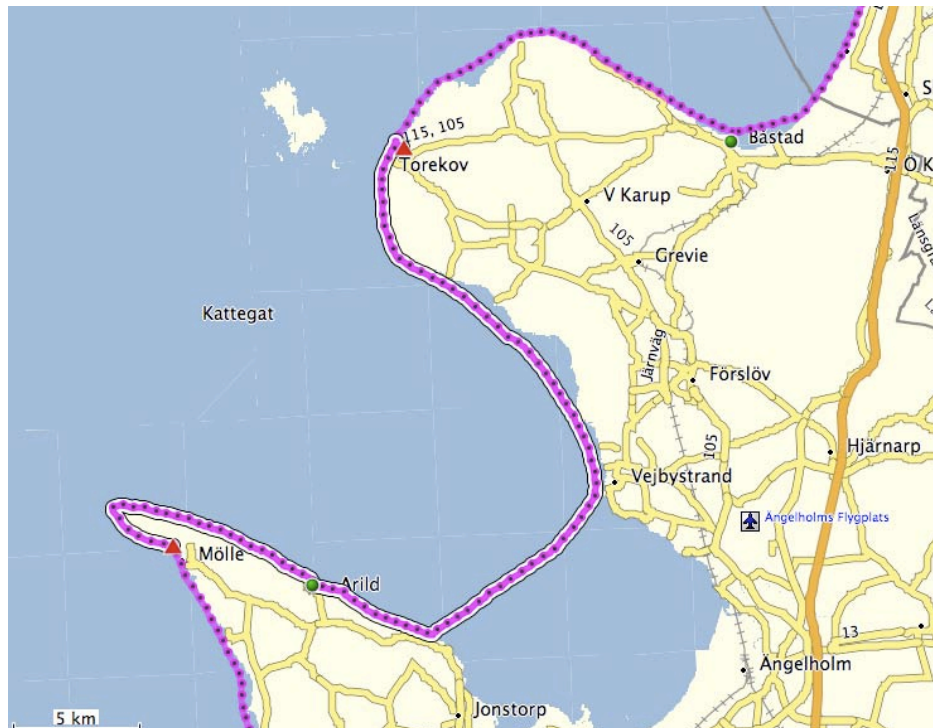 115, 105
Torekov
Båstad
115
V Karup
105
Grevie
Kattegat
Järnväg
Förslöv
105
Hjärnarp
Vejbystrand
Ängelholms Flygplats
Mölle
Arild
13
Ängelholm
Jonstorp
5 km